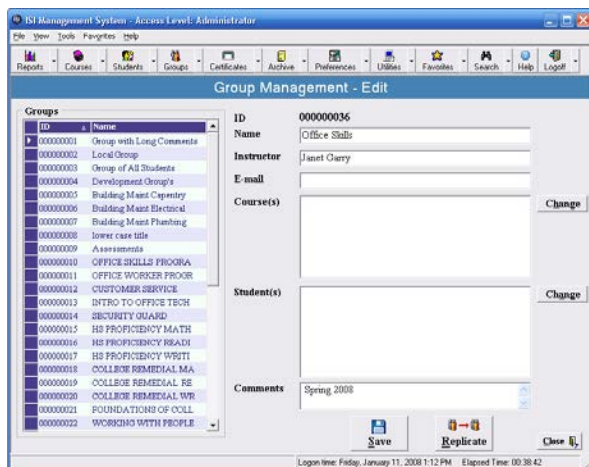 ISI Management System - Access Level: Administrator
File View Tools Favorites Help
Reports Courses Students Groups Certificates Archive Preferences Utilities Favorites Search Help Logoff
Group Management - Edit
Groups
ID Name
000000001 Group with Long Comments
000000002 Local Group
000000003 Group of All Students
000000004 Development Group's
000000005 Building Maint Capentry
000000006 Building Maint Electrical
000000007 Building Maint Plumbing
000000008 lower case title
000000009 Assessments
000000010 OFFICE SKILLS PROGRA
000000011 OFFICE WORKER PROGR
000000012 CUSTOMER SERVICE
000000013 INTRO TO OFFICE TECH
000000014 SECURITY GUARD
000000015 HS PROFICIENCY MATH
000000016 HS PROFICIENCY READI
000000017 HS PROFICIENCY WRITI
000000018 COLLEGE REMEDIAL MA
000000019 COLLEGE REMEDIAL RE
000000020 COLLEGE REMEDIAL WR
000000021 FOUNDATIONS OF COLL
000000022 WORKING WITH PEOPLE
ID 000000036
Name Office Skills
Instructor Janet Garry
E-mail
Course(s) Change
Student(s) Change
Comments Spring 2008
Save Replicate Close
Logon time: Friday, January 11, 2008 1:12 PM Elapsed Time: 00:38:42